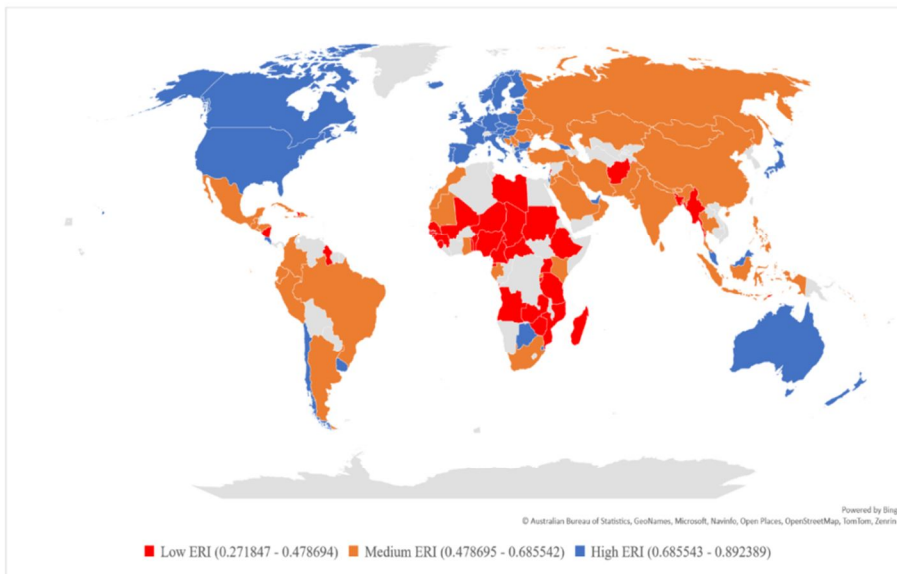 Powered by Bing
© Australian Bureau of Statistics, GeoNames, Microsoft, Navinfo, Open Places, OpenStreetMap, TomTom, Zenrin
Low ERI (0.271847 - 0.478694) Medium ERI (0.478695 - 0.685542) High ERI (0.685543 - 0.892389)